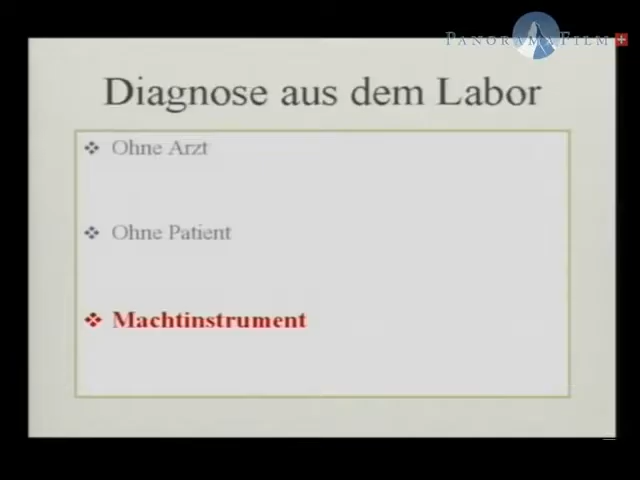 PANORAMA FILM
Diagnose aus dem Labor
Ohne Arzt
Ohne Patient
Machtinstrument